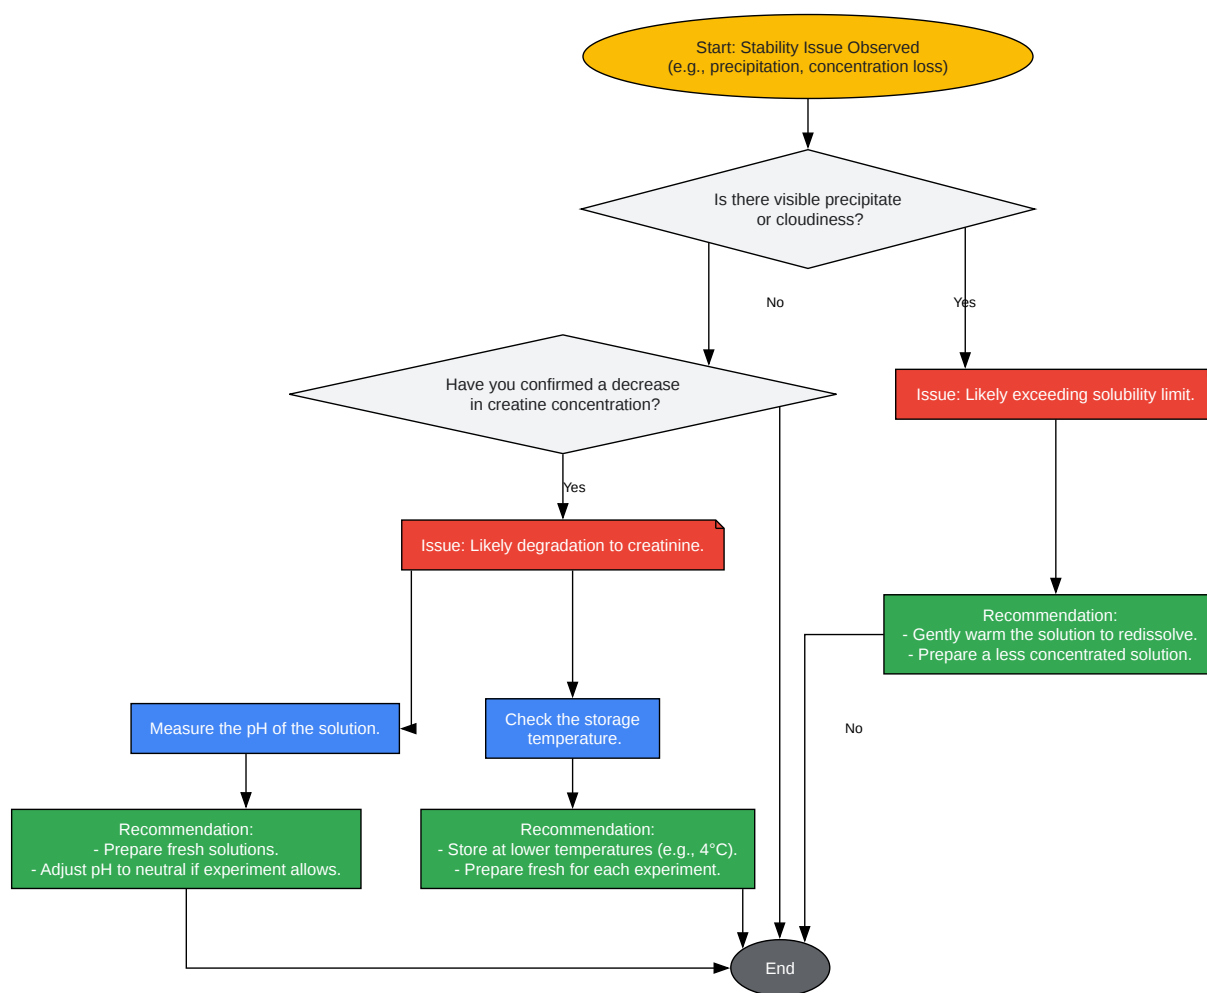 Start: Stability Issue Observed
(e.g., precipitation, concentration loss)
Is there visible precipitate
or cloudiness?
No
Yes
Have you confirmed a decrease
in creatine concentration?
Issue: Likely exceeding solubility limit.
Yes
Issue: Likely degradation to creatinine.
Recommendation:
- Gently warm the solution to redissolve.
- Prepare a less concentrated solution.
Measure the pH of the solution.
Check the storage
temperature.
No
Recommendation:
- Prepare fresh solutions.
- Adjust pH to neutral if experiment allows.
Recommendation:
- Store at lower temperatures (e.g., 4°C).
- Prepare fresh for each experiment.
End